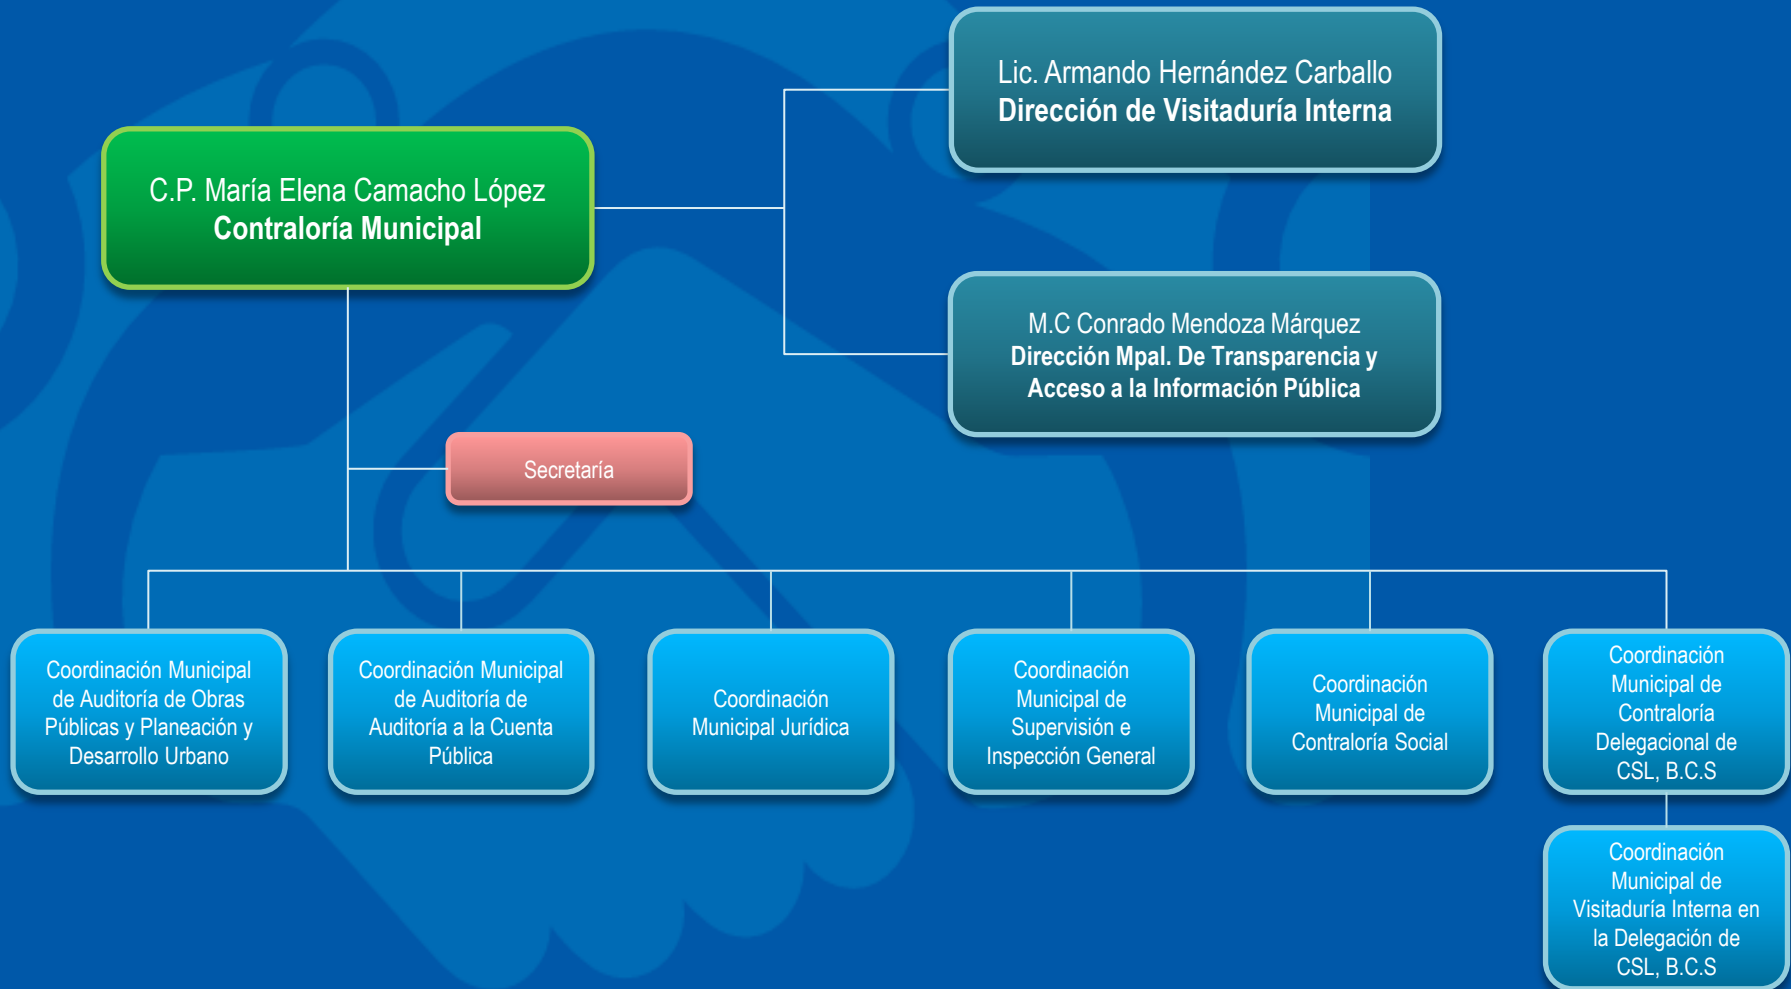 Lic. Armando Hernández Carballo
Dirección de Visitaduría Interna
C.P. María Elena Camacho López
Contraloría Municipal
M.C Conrado Mendoza Márquez
Dirección Mpal. De Transparencia y
Acceso a la Información Pública
Secretaría
Coordinación Municipal
de Auditoría de Obras
Públicas y Planeación y
Desarrollo Urbano
Coordinación Municipal
de Auditoría de
Auditoría a la Cuenta
Pública
Coordinación
Municipal Jurídica
Coordinación
Municipal de
Supervisión e
Inspección General
Coordinación
Municipal de
Contraloría Social
Coordinación
Municipal de
Contraloría
Delegacional de
CSL, B.C.S
Coordinación
Municipal de
Visitaduría Interna en
la Delegación de
CSL, B.C.S